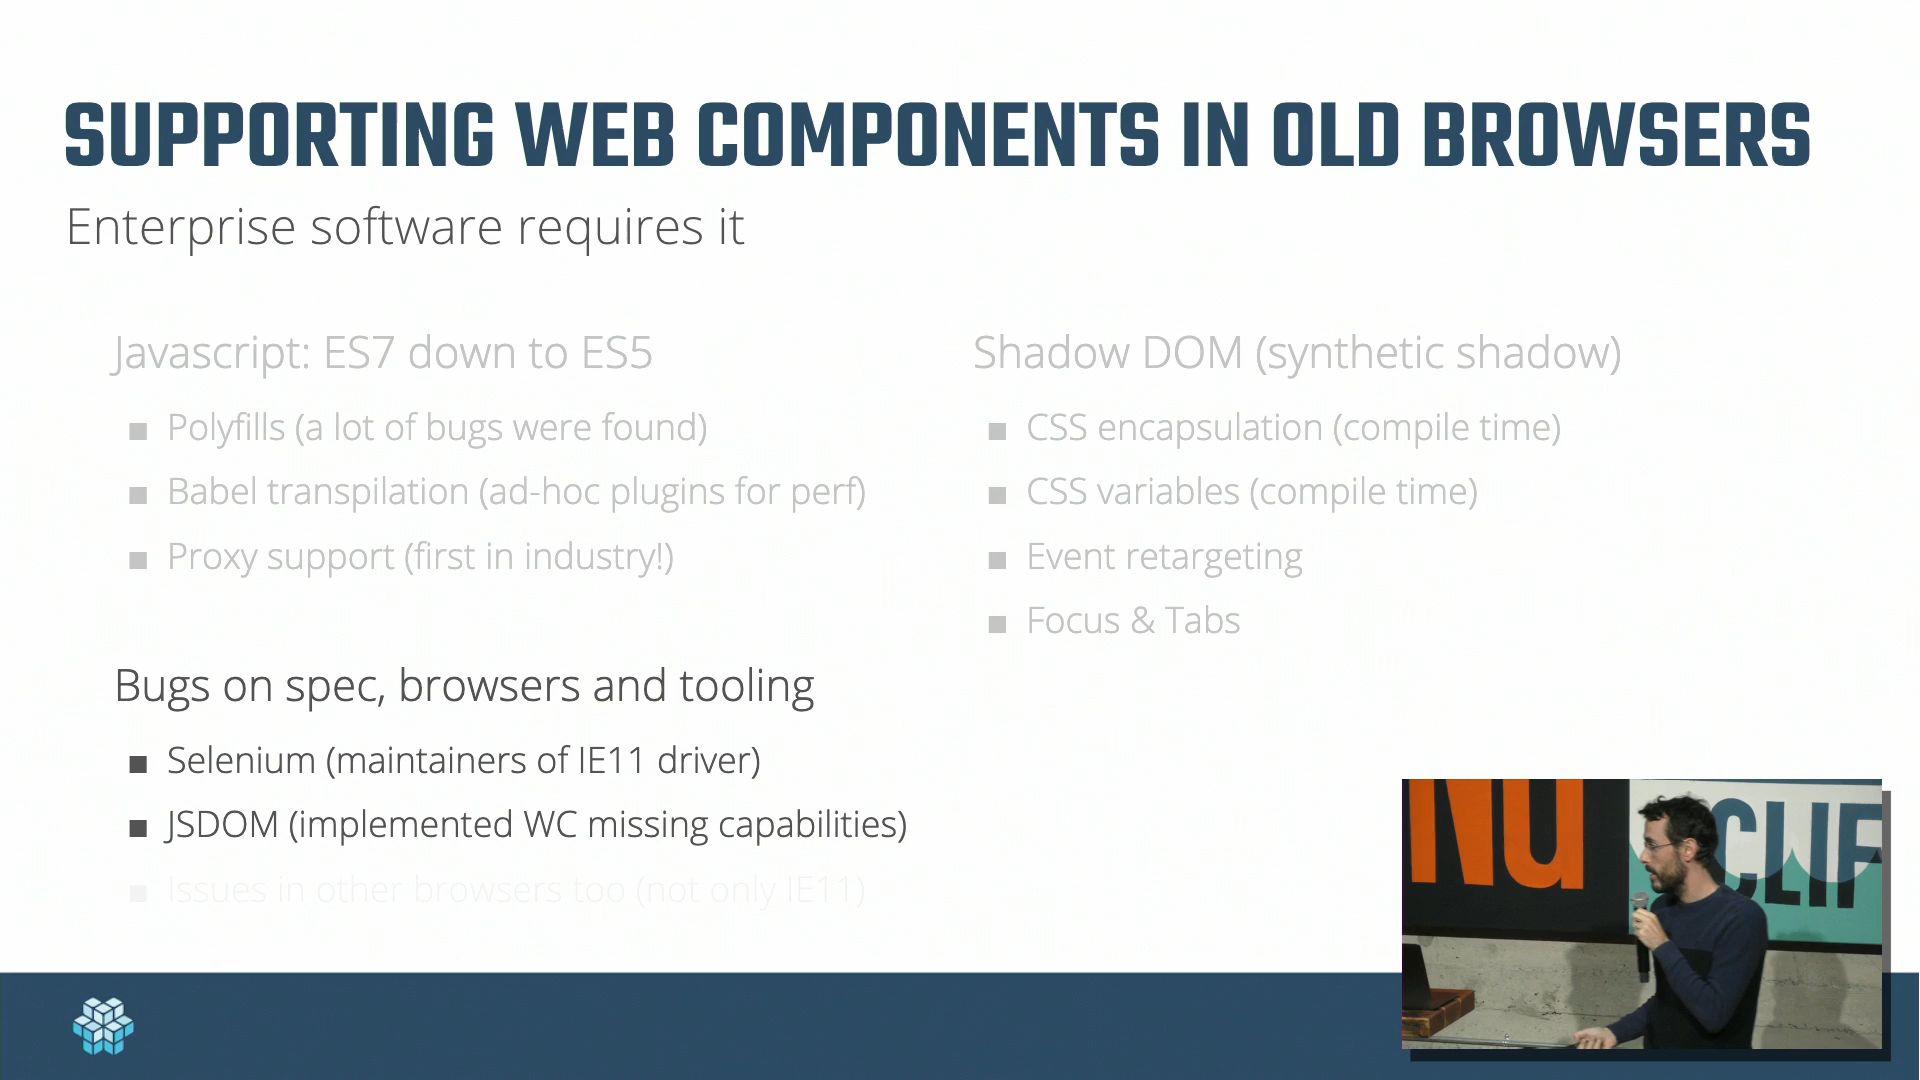 SUPPORTING WEB COMPONENTS IN OLD BROWSERS
Enterprise software requires it
Javascript: ES7 down to ES5
■ Polyfills (a lot of bugs were found)
■ Babel transpilation (ad-hoc plugins for perf)
■ Proxy support (first in industry!)
Bugs on spec, browsers and tooling
■ Selenium (maintainers of IE11 driver)
■ JSDOM (implemented WC missing capabilities)
■ Issues in other browsers too (not only IE11)
Shadow DOM (synthetic shadow)
■ CSS encapsulation (compile time)
■ CSS variables (compile time)
■ Event retargeting
■ Focus & Tabs